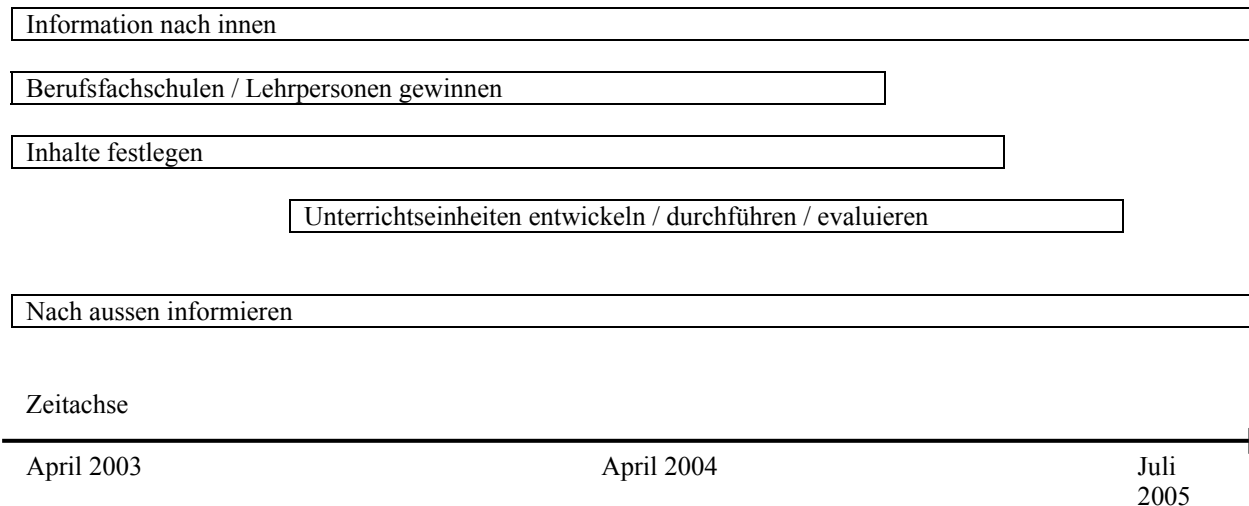 Information nach innen
Berufsfachschulen / Lehrpersonen gewinnen
Inhalte festlegen
Unterrichtseinheiten entwickeln / durchführen / evaluieren
Nach aussen informieren
Zeitachse
April 2003 April 2004 Juli
2005